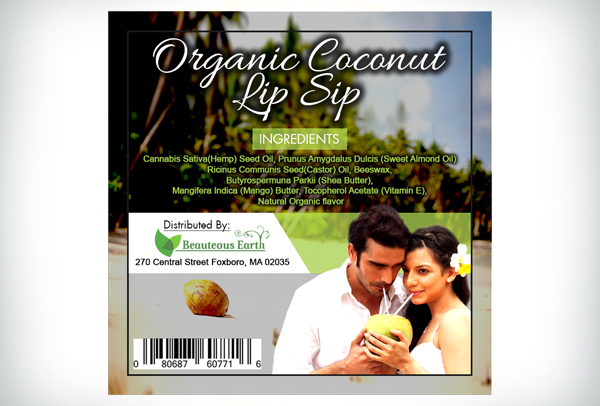 Organic Coconut
Lip Sip
INGREDIENTS
Cannabis Sativa(Hemp) Seed Oil, Prunus Amygdalus Dulcis (Sweet Almond Oil)
Ricinus Communis Seed(Castor) Oil, Beeswax,
Butyrospermuna Parkii (Shea Butter),
Mangifera Indica (Mango) Butter, Tocopherol Acetate (Vitamin E),
Natural Organic flavor
Distributed By:
Beauteous Earth
270 Central Street Foxboro, MA 02035
0 80687 60771 6